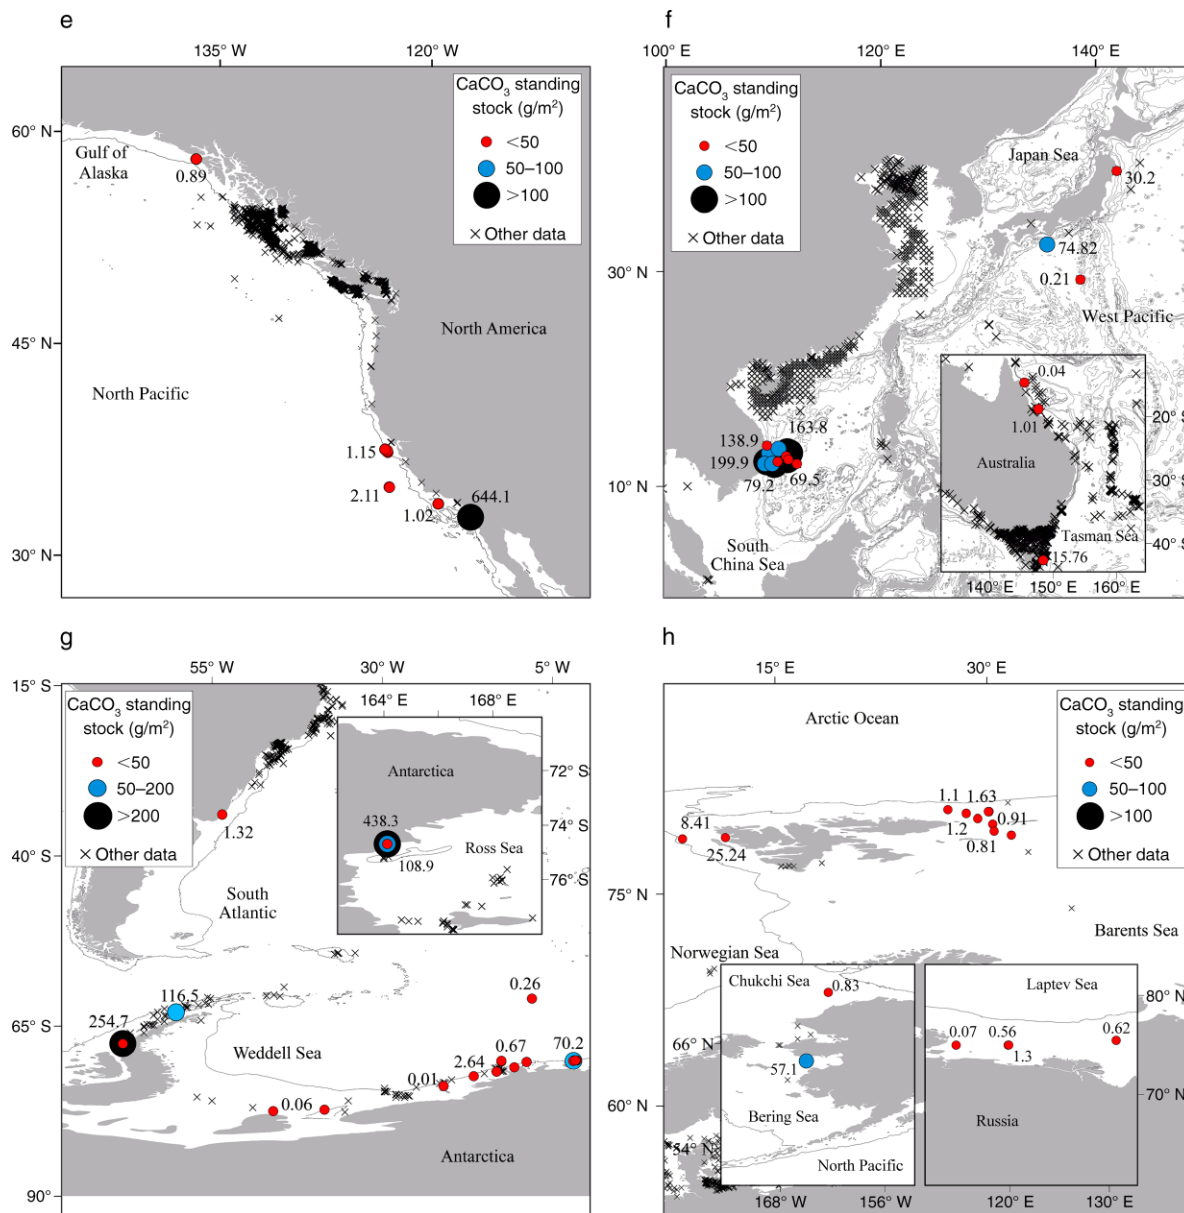 e
135° W 120° W
CaCO₃ standing
stock (g/m²)
<50
50–100
>100
× Other data
60° N
Gulf of
Alaska
0.89
North America
45° N
North Pacific
1.15
2.11
1.02
644.1
30° N
f
100° E 120° E 140° E
CaCO₃ standing
stock (g/m²)
<50
50–100
>100
× Other data
Japan Sea
30.2
74.82
30° N
0.21
West Pacific
163.8
138.9
199.9
79.2
69.5
10° N
South
China Sea
0.04
1.01
20° S
Australia
30° S
Tasman Sea
15.76
40° S
140° E 150° E 160° E
g
55° W 30° W 5° W
15° S
CaCO₃ standing
stock (g/m²)
<50
50–200
>200
× Other data
164° E 168° E
Antarctica
72° S
74° S
438.3
Ross Sea
108.9
76° S
1.32
40° S
South
Atlantic
0.26
116.5
254.7
65° S
Weddell Sea
0.67
70.2
2.64
0.01
0.06
Antarctica
90° S
h
15° E 30° E
Arctic Ocean
CaCO₃ standing
stock (g/m²)
<50
50–100
>100
× Other data
1.1 1.63
8.41
1.2
0.91
25.24
0.81
75° N
Barents Sea
Norwegian Sea
Chukchi Sea
0.83
66° N
57.1
60° N
Bering Sea
54° N
North Pacific
168° W 156° W
Laptev Sea
80° N
0.07 0.56 0.62
1.3
70° N
Russia
120° E 130° E